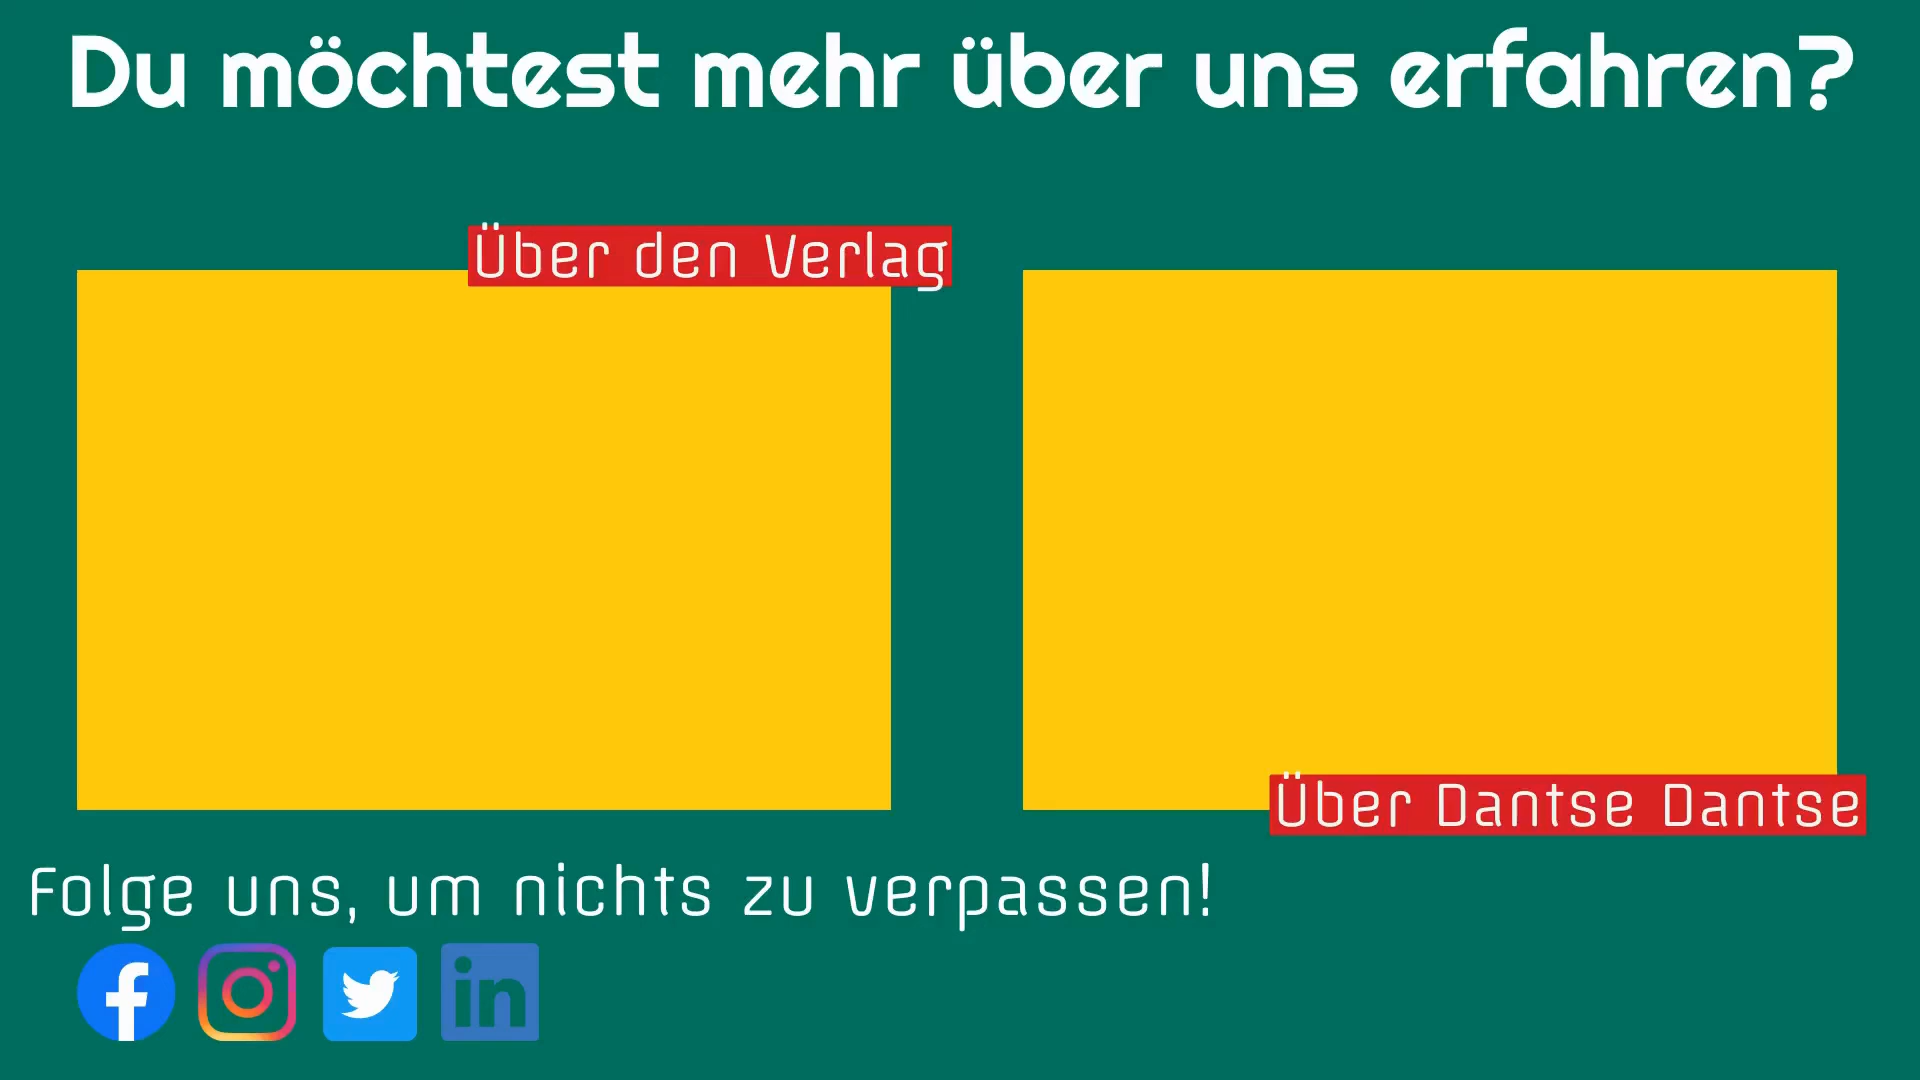 Du möchtest mehr über uns erfahren?
Über den Verlag
Über Dantse Dantse
Folge uns, um nichts zu verpassen!